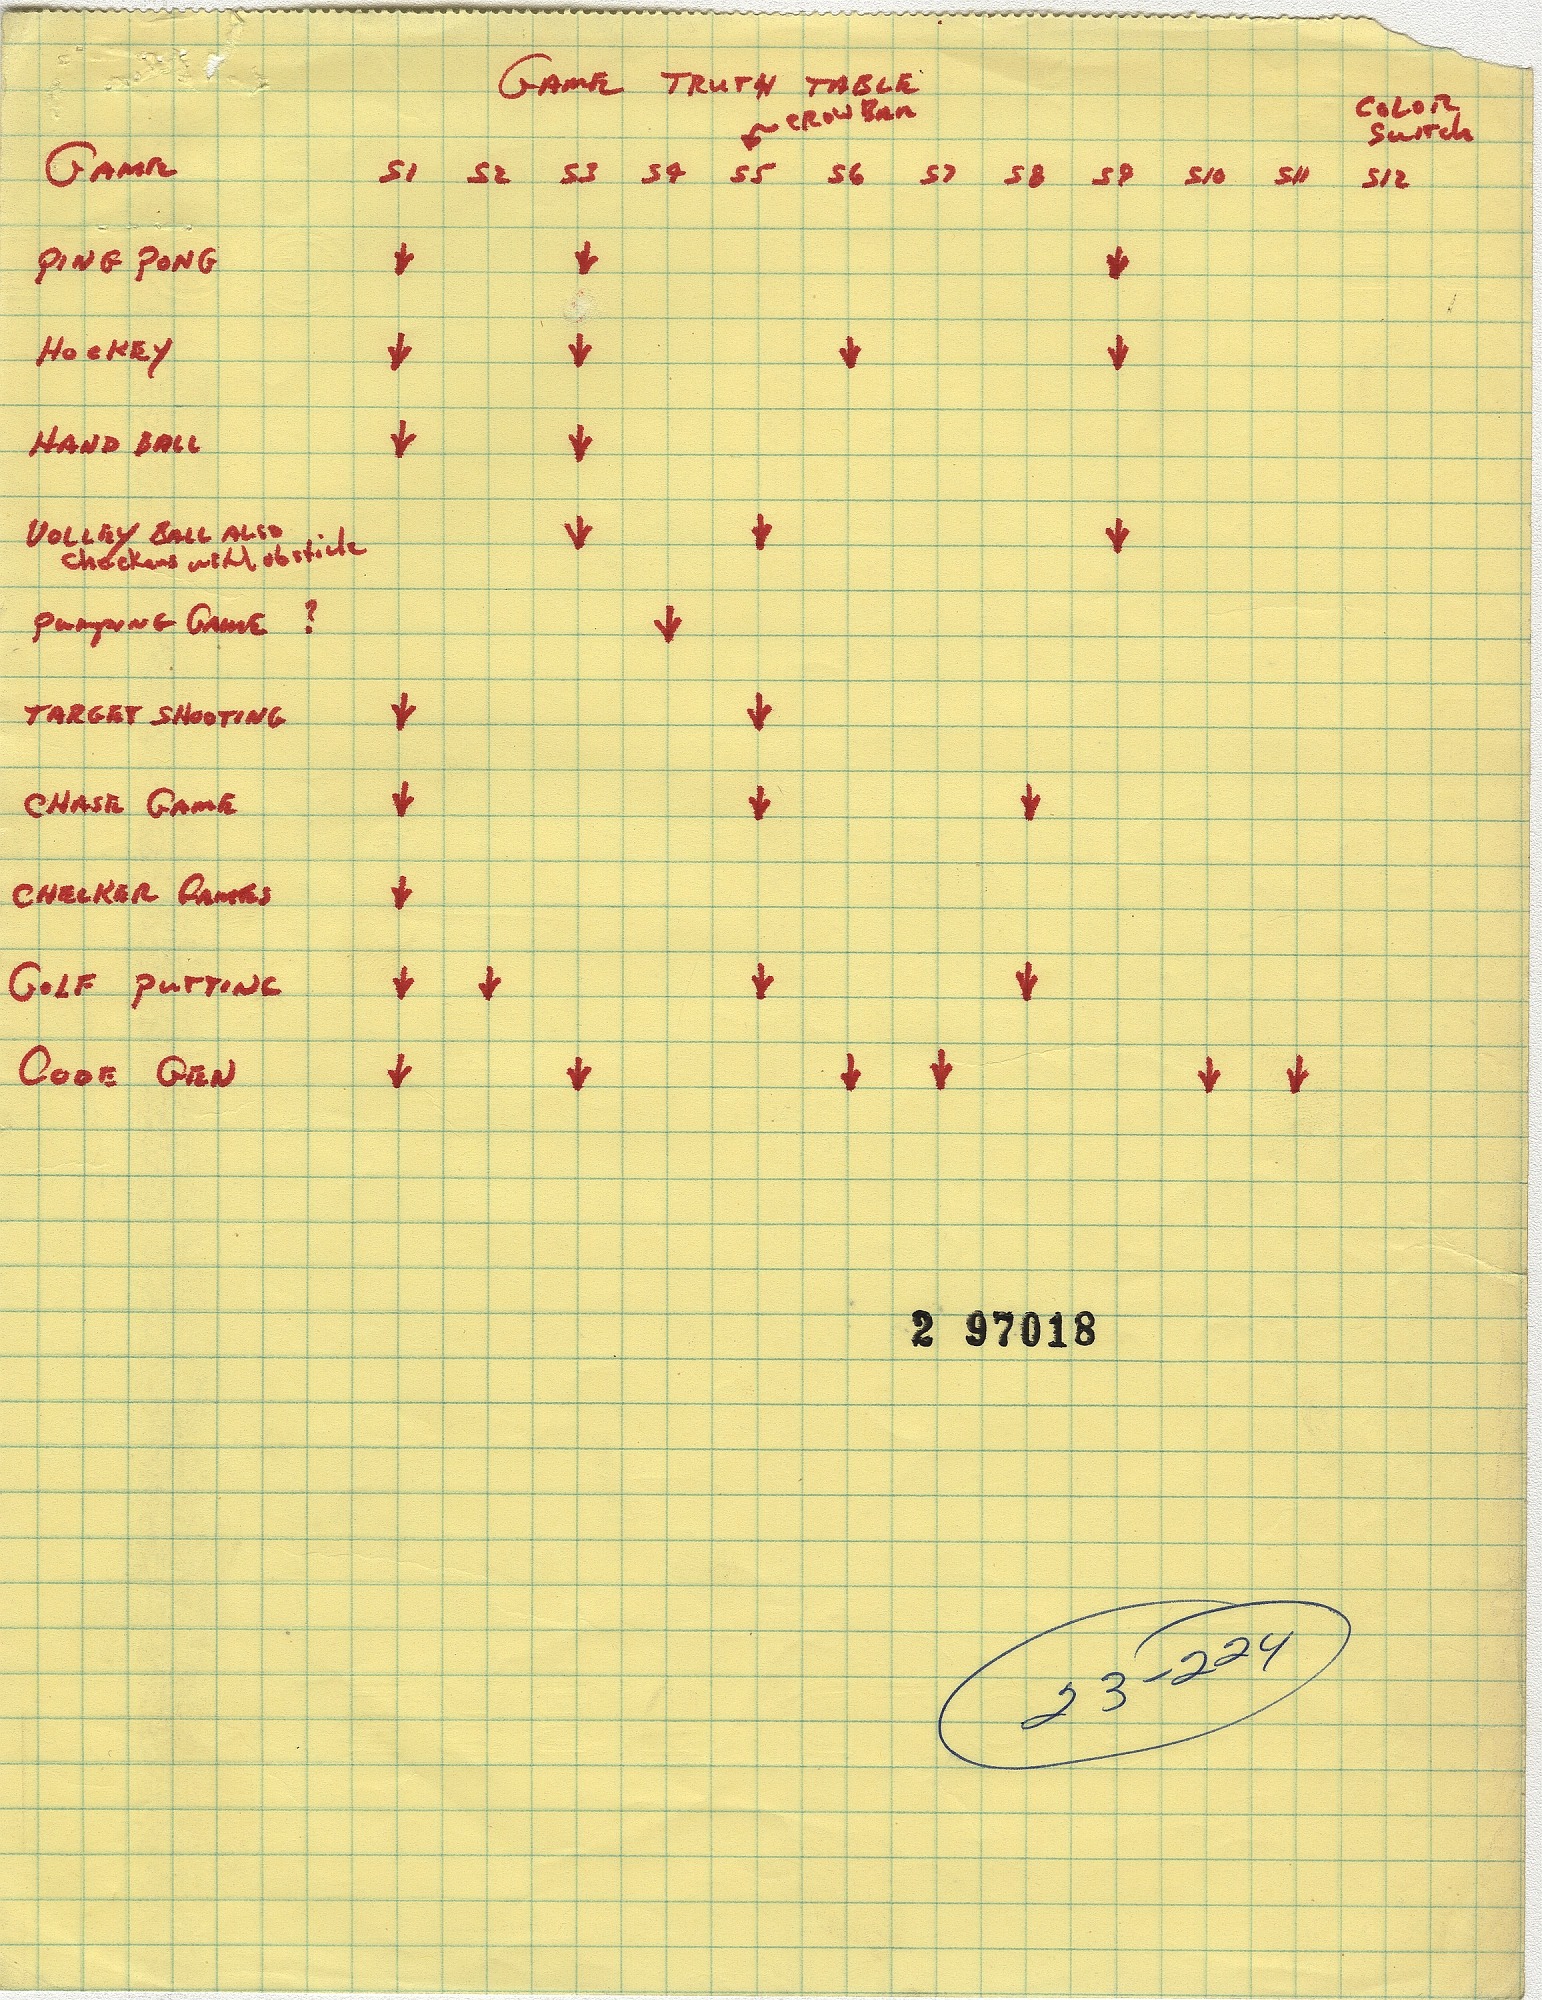 GAME TRUTH TABLE
CROW BAR
COLOR
Switch
GAME S1 S2 S3 S4 S5 S6 S7 S8 S9 S10 S11 S12
PING PONG ↓ ↓ ↓
HOCKEY ↓ ↓ ↓ ↓
HAND BALL ↓ ↓
VOLLEY BALL ALSO ↓ ↓ ↓
checkers with obsticle
PUMPING GAME ? ↓
TARGET SHOOTING ↓ ↓
CHASE GAME ↓ ↓ ↓
CHECKER GAMES ↓
GOLF PUTTING ↓ ↓ ↓ ↓
CODE GEN ↓ ↓ ↓ ↓ ↓ ↓
2 97018
23-224